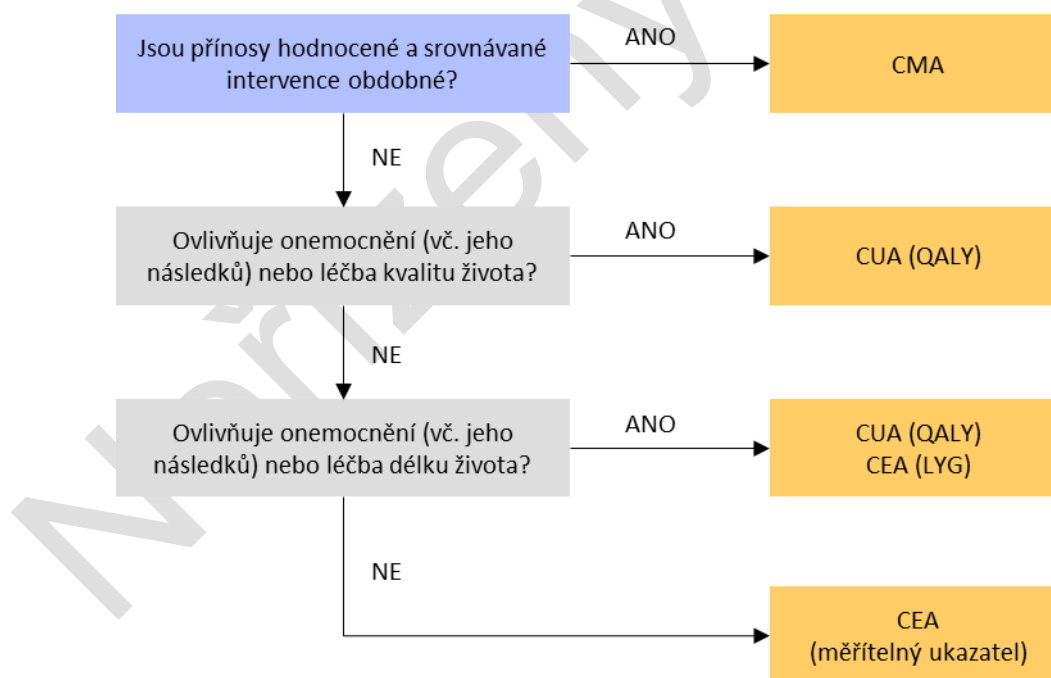 Jsou přínosy hodnocené a srovnávané
intervence obdobné?
ANO
CMA
NE
Ovlivňuje onemocnění (vč. jeho
následků) nebo léčba kvalitu života?
ANO
CUA (QALY)
NE
Ovlivňuje onemocnění (vč. jeho
následků) nebo léčba délku života?
ANO
CUA (QALY)
CEA (LYG)
NE
CEA
(měřítelný ukazatel)